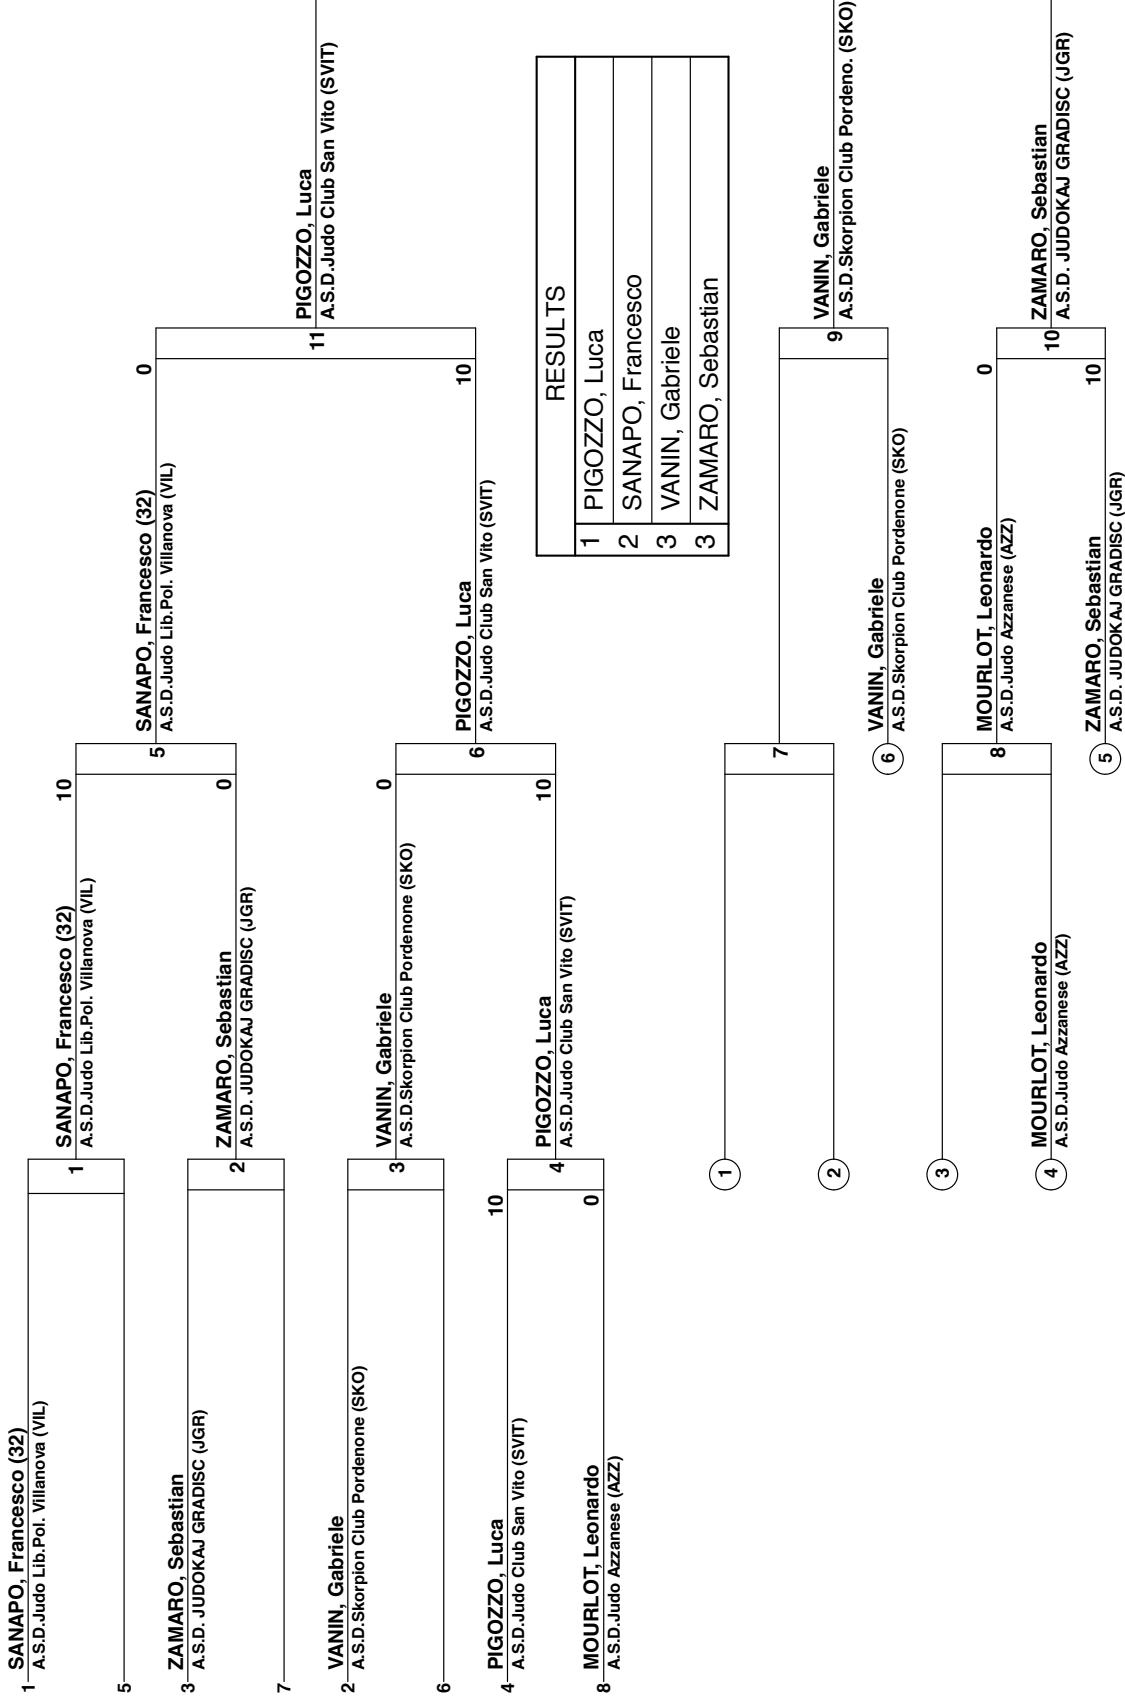 1
SANAPO, Francesco (32)
A.S.D.Judo Lib.Pol. Villanova (VIL)
5
3
ZAMARO, Sebastian
A.S.D. JUDOKAJ GRADISC (JGR)
7
2
VANIN, Gabriele
A.S.D.Skorpion Club Pordenone (SKO)
6
4
PIGOZZO, Luca
A.S.D.Judo Club San Vito (SVIT)
10
8
MOURLOT, Leonardo
A.S.D.Judo Azzanese (AZZ)
0
1
SANAPO, Francesco (32)
A.S.D.Judo Lib.Pol. Villanova (VIL)
10
2
ZAMARO, Sebastian
A.S.D. JUDOKAJ GRADISC (JGR)
0
3
VANIN, Gabriele
A.S.D.Skorpion Club Pordenone (SKO)
0
4
PIGOZZO, Luca
A.S.D.Judo Club San Vito (SVIT)
10
5
SANAPO, Francesco (32)
A.S.D.Judo Lib.Pol. Villanova (VIL)
0
6
PIGOZZO, Luca
A.S.D.Judo Club San Vito (SVIT)
10
11
PIGOZZO, Luca
A.S.D.Judo Club San Vito (SVIT)
RESULTS
1 PIGOZZO, Luca
2 SANAPO, Francesco
3 VANIN, Gabriele
3 ZAMARO, Sebastian
1
2
7
6
VANIN, Gabriele
A.S.D.Skorpion Club Pordenone (SKO)
9
VANIN, Gabriele
A.S.D.Skorpion Club Pordeno. (SKO)
3
4
MOURLOT, Leonardo
A.S.D.Judo Azzanese (AZZ)
8
MOURLOT, Leonardo
A.S.D.Judo Azzanese (AZZ)
0
5
ZAMARO, Sebastian
A.S.D. JUDOKAJ GRADISC (JGR)
10
10
ZAMARO, Sebastian
A.S.D. JUDOKAJ GRADISC (JGR)